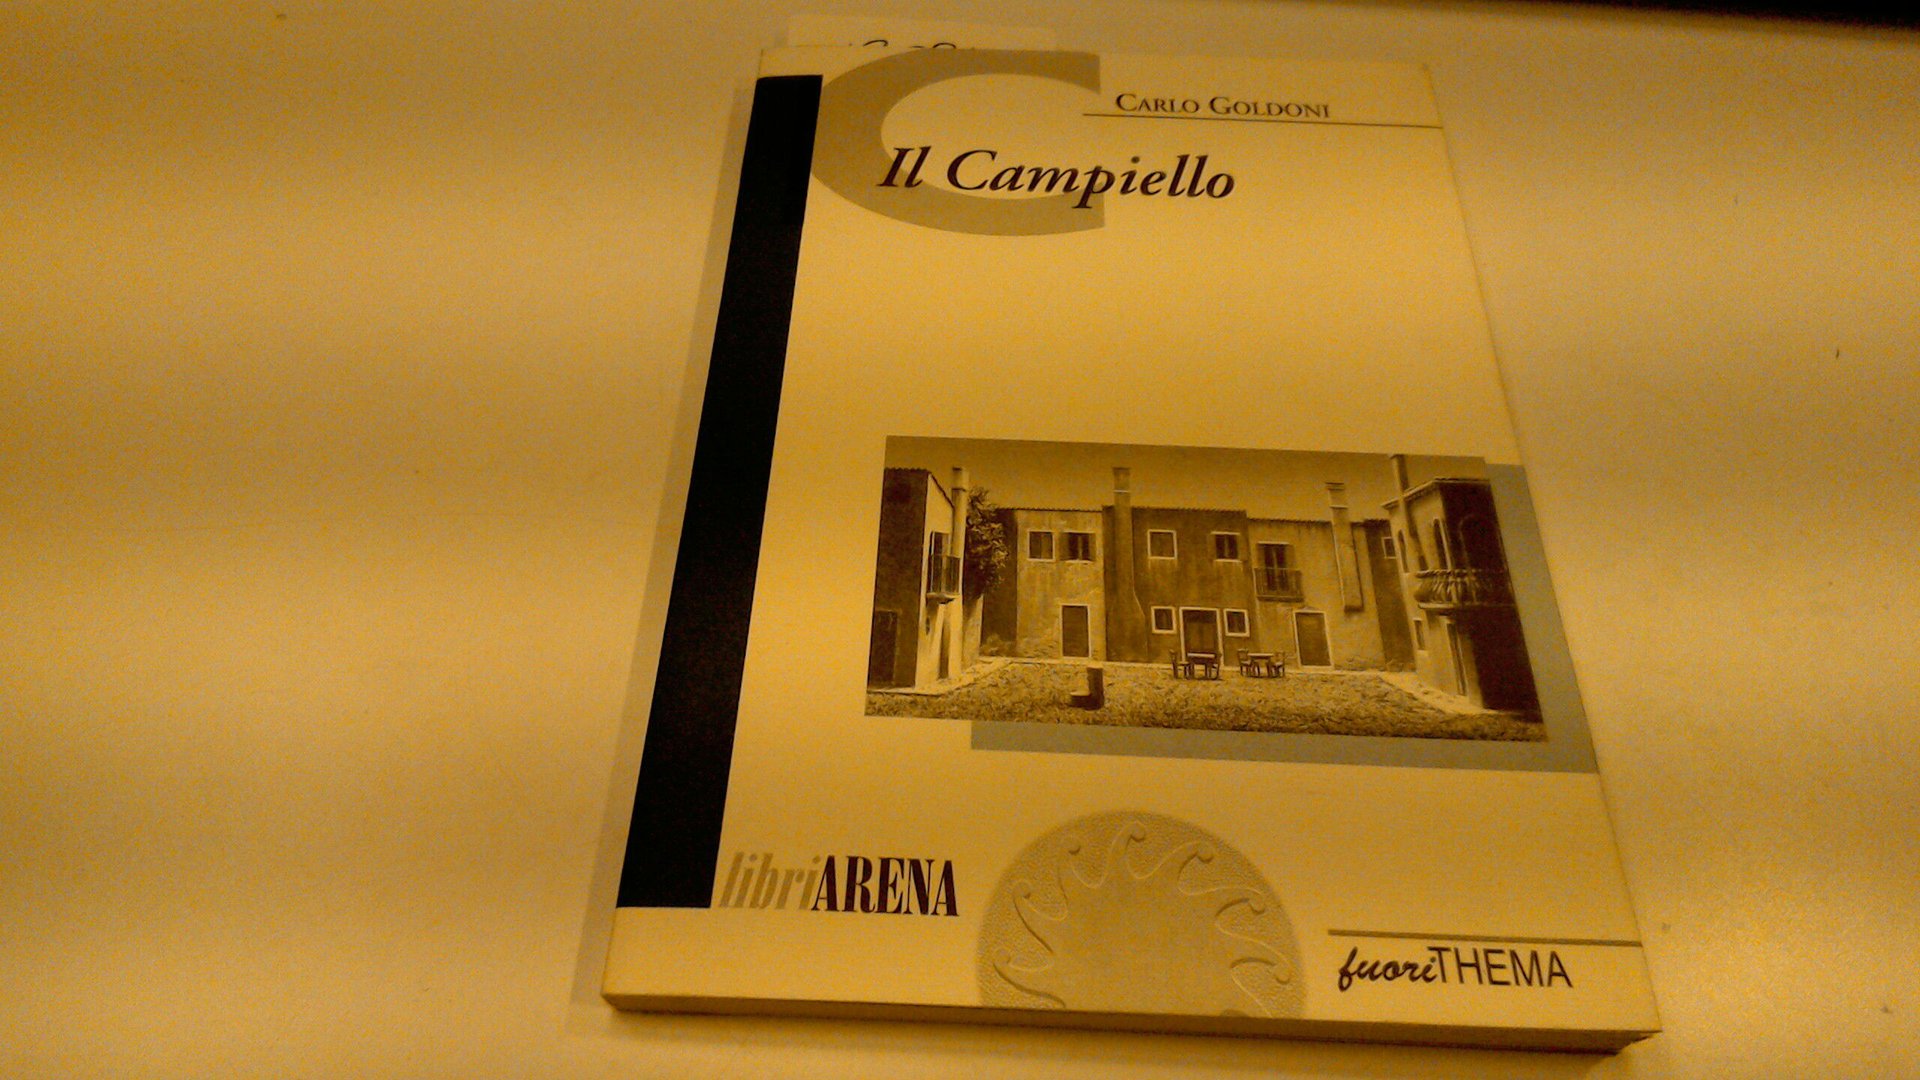 CARLO GOLDONI
Il Campiello
libriARENA
fuoriTHEMA